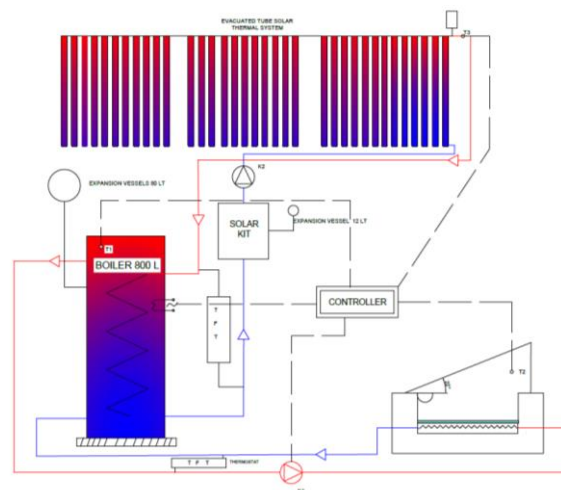 EVACUATED TUBE SOLAR
THERMAL SYSTEM
T3
K2
EXPANSION VESSELS 80 LT
EXPANSION VESSEL 12 LT
SOLAR
KIT
T1
BOILER 800 L
CONTROLLER
T
P
T
T2
T P T
THERMOSTAT